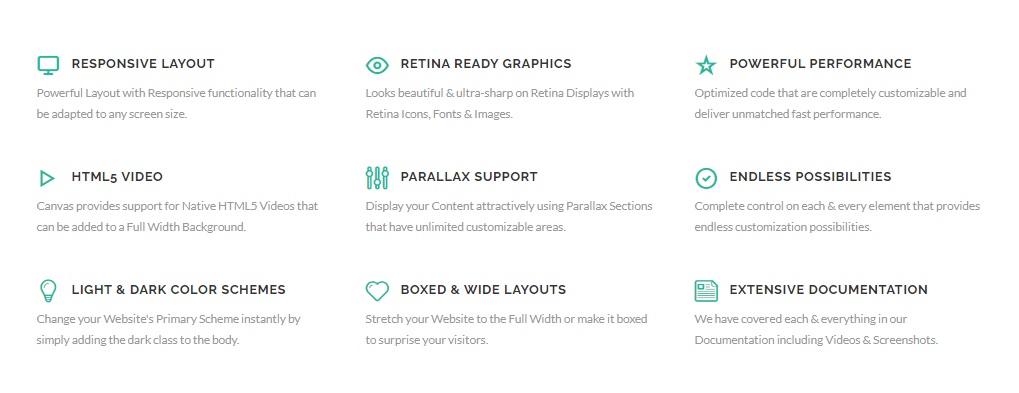 RESPONSIVE LAYOUT
Powerful Layout with Responsive functionality that can
be adapted to any screen size.
RETINA READY GRAPHICS
Looks beautiful & ultra-sharp on Retina Displays with
Retina Icons, Fonts & Images.
POWERFUL PERFORMANCE
Optimized code that are completely customizable and
deliver unmatched fast performance.
HTML5 VIDEO
Canvas provides support for Native HTML5 Videos that
can be added to a Full Width Background.
PARALLAX SUPPORT
Display your Content attractively using Parallax Sections
that have unlimited customizable areas.
ENDLESS POSSIBILITIES
Complete control on each & every element that provides
endless customization possibilities.
LIGHT & DARK COLOR SCHEMES
Change your Website's Primary Scheme instantly by
simply adding the dark class to the body.
BOXED & WIDE LAYOUTS
Stretch your Website to the Full Width or make it boxed
to surprise your visitors.
EXTENSIVE DOCUMENTATION
We have covered each & everything in our
Documentation including Videos & Screenshots.